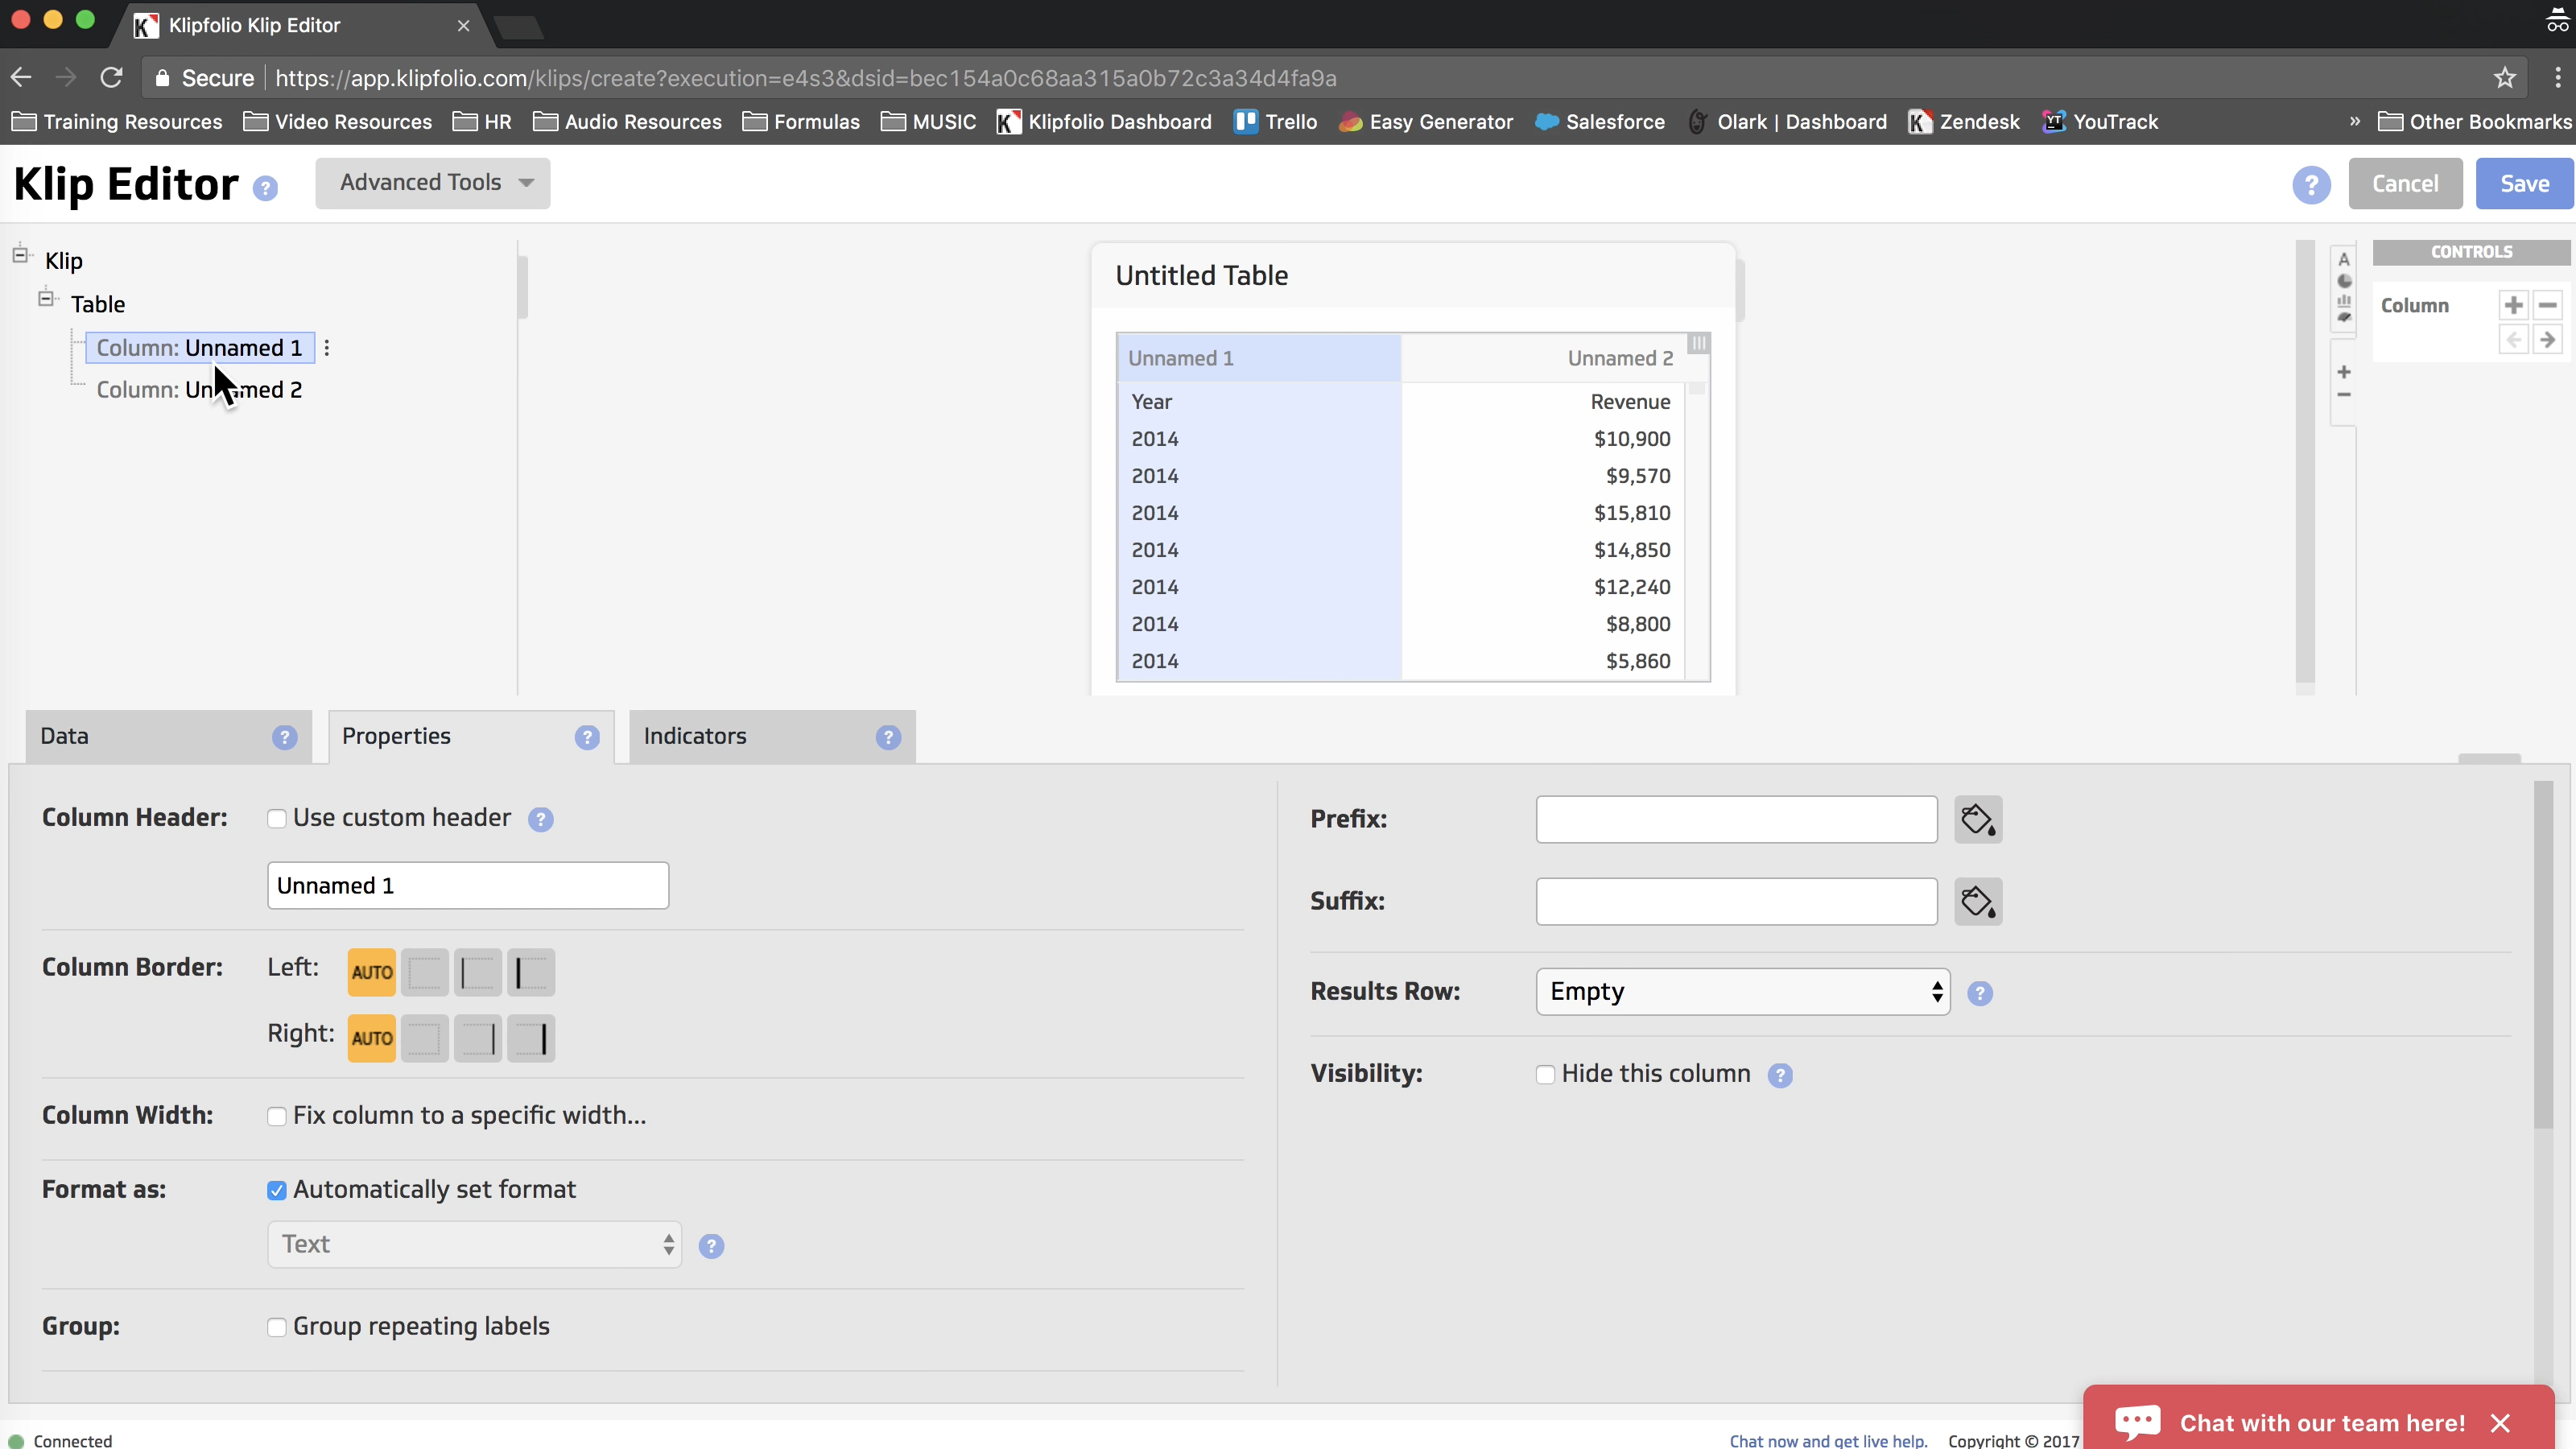 Klipfolio Klip Editor
Secure https://app.klipfolio.com/klips/create?execution=e4s3&dsid=bec154a0c68aa315a0b72c3a34d4fa9a
Training Resources Video Resources HR Audio Resources Formulas MUSIC Klipfolio Dashboard Trello Easy Generator Salesforce Olark | Dashboard Zendesk YouTrack » Other Bookmarks
Klip Editor ? Advanced Tools ? Cancel Save
Klip
Table
Column: Unnamed 1
Column: Unnamed 2
Untitled Table
Unnamed 1 Unnamed 2
Year Revenue
2014 $10,900
2014 $9,570
2014 $15,810
2014 $14,850
2014 $12,240
2014 $8,800
2014 $5,860
A
CONTROLS
Column
Data ? Properties ? Indicators ?
Column Header: Use custom header ?
Unnamed 1
Column Border: Left: AUTO
Right: AUTO
Column Width: Fix column to a specific width...
Format as: Automatically set format
Text ?
Group: Group repeating labels
Prefix:
Suffix:
Results Row: Empty ?
Visibility: Hide this column ?
Connected
Chat now and get live help. Copyright © 2017
Chat with our team here!